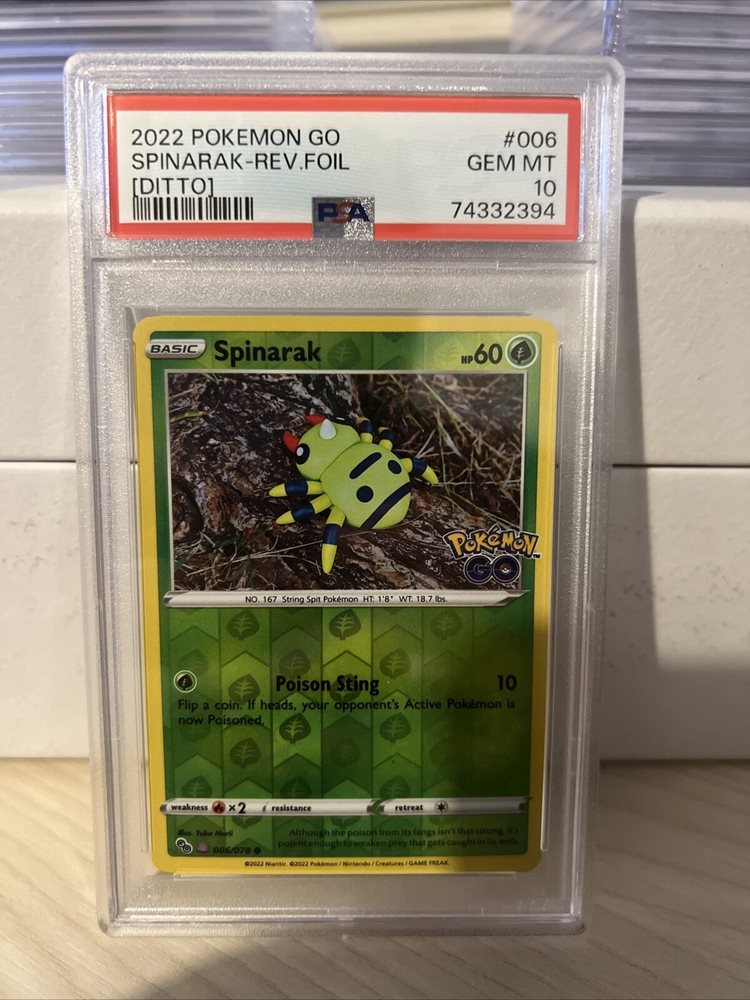 2022 POKEMON GO #006
SPINARAK-REV.FOIL GEM MT
[DITTO] 10
PSA 74332394
BASIC Spinarak HP60
Pokémon
GO ™
NO. 167 String Spit Pokémon HT: 1'8" WT: 18.7 lbs.
Poison Sting 10
Flip a coin. If heads, your opponent's Active Pokémon is
now Poisoned.
weakness ×2 resistance retreat
Illus. Yuka Morii
Although the poison from its fangs isn't that strong, it's
potent enough to weaken prey that gets caught in its web.
006/078
©2022 Niantic. ©2022 Pokémon / Nintendo / Creatures / GAME FREAK.